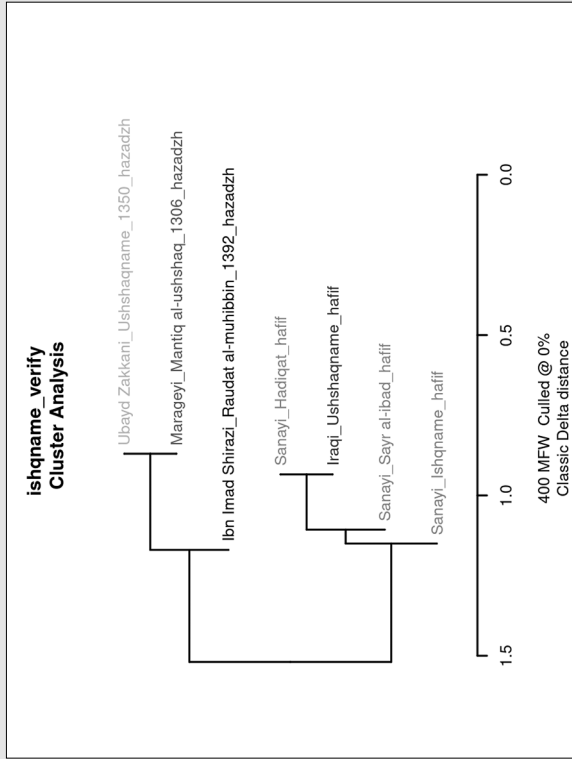 ishqname_verify
Cluster Analysis
Ubayd Zakkani_Ushshaqname_1350_hazadzh
Marageyi_Mantiq al-ushshaq_1306_hazadzh
Ibn Imad Shirazi_Raudat al-muhibbin_1392_hazadzh
Sanayi_Hadiqat_hafif
Iraqi_Ushshaqname_hafif
Sanayi_Sayr al-ibad_hafif
Sanayi_Ishqname_hafif
1.5 1.0 0.5 0.0
400 MFW Culled @ 0%
Classic Delta distance